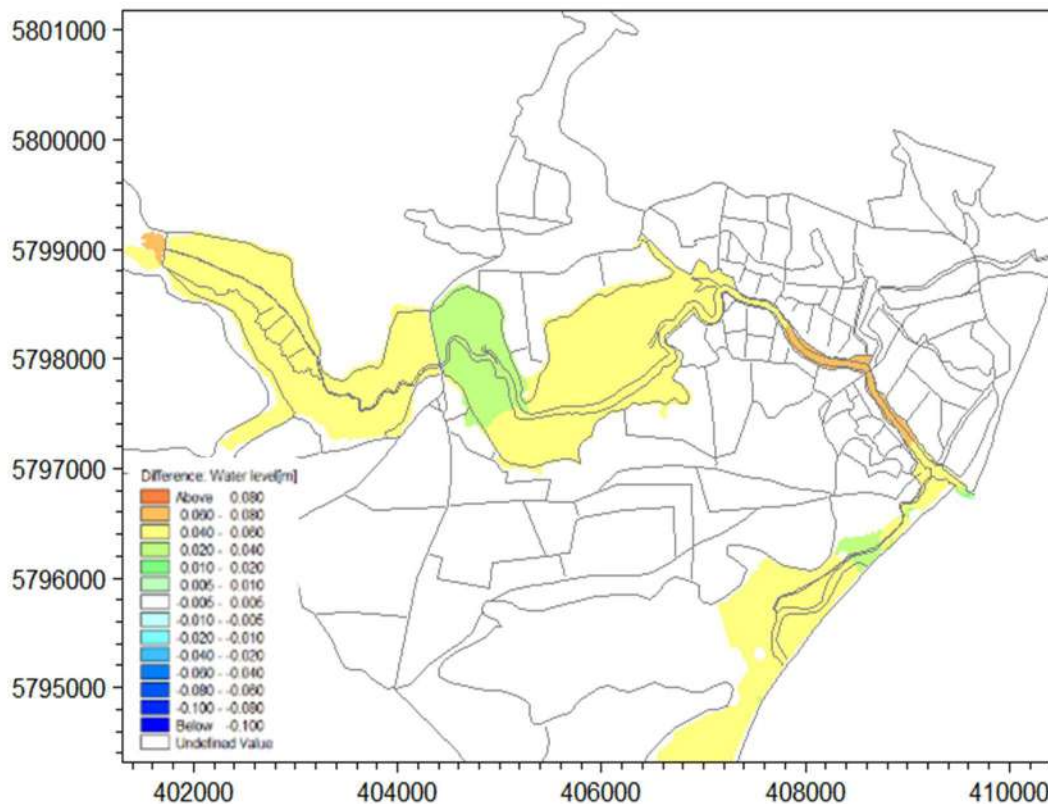 5801000
5800000
5799000
5798000
5797000
5796000
5795000
Difference: Water level[m]
Above 0.080
0.060 - 0.080
0.040 - 0.060
0.020 - 0.040
0.010 - 0.020
0.005 - 0.010
-0.005 - 0.005
-0.010 - -0.005
-0.020 - -0.010
-0.040 - -0.020
-0.060 - -0.040
-0.080 - -0.060
-0.100 - -0.080
Below -0.100
Undefined Value
402000 404000 406000 408000 410000